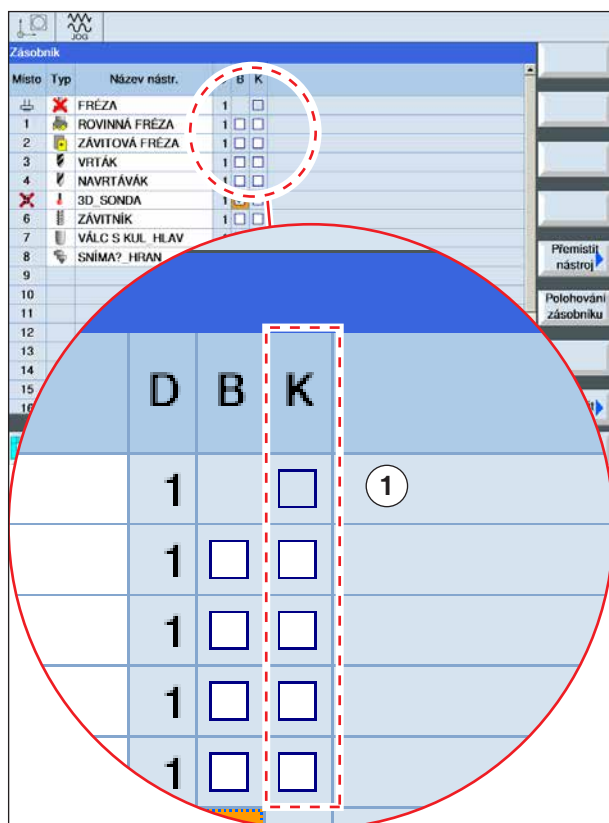 JOG
Zásobník
Místo Typ Název nástr. B K
FRÉZA 1
1 ROVINNÁ FRÉZA 1
2 ZÁVITOVÁ FRÉZA 1
3 VRTÁK 1
4 NAVRTÁVÁK 1
3D_SONDA 1
6 ZÁVITNÍK 1
7 VÁLC S KUL_HLAV
8 SNÍMA?_HRAN
9
10
11
12
13
14
15
16
Přemístit
nástroj
Polohování
zásobníku
D B K
1
1
1
1
1
1